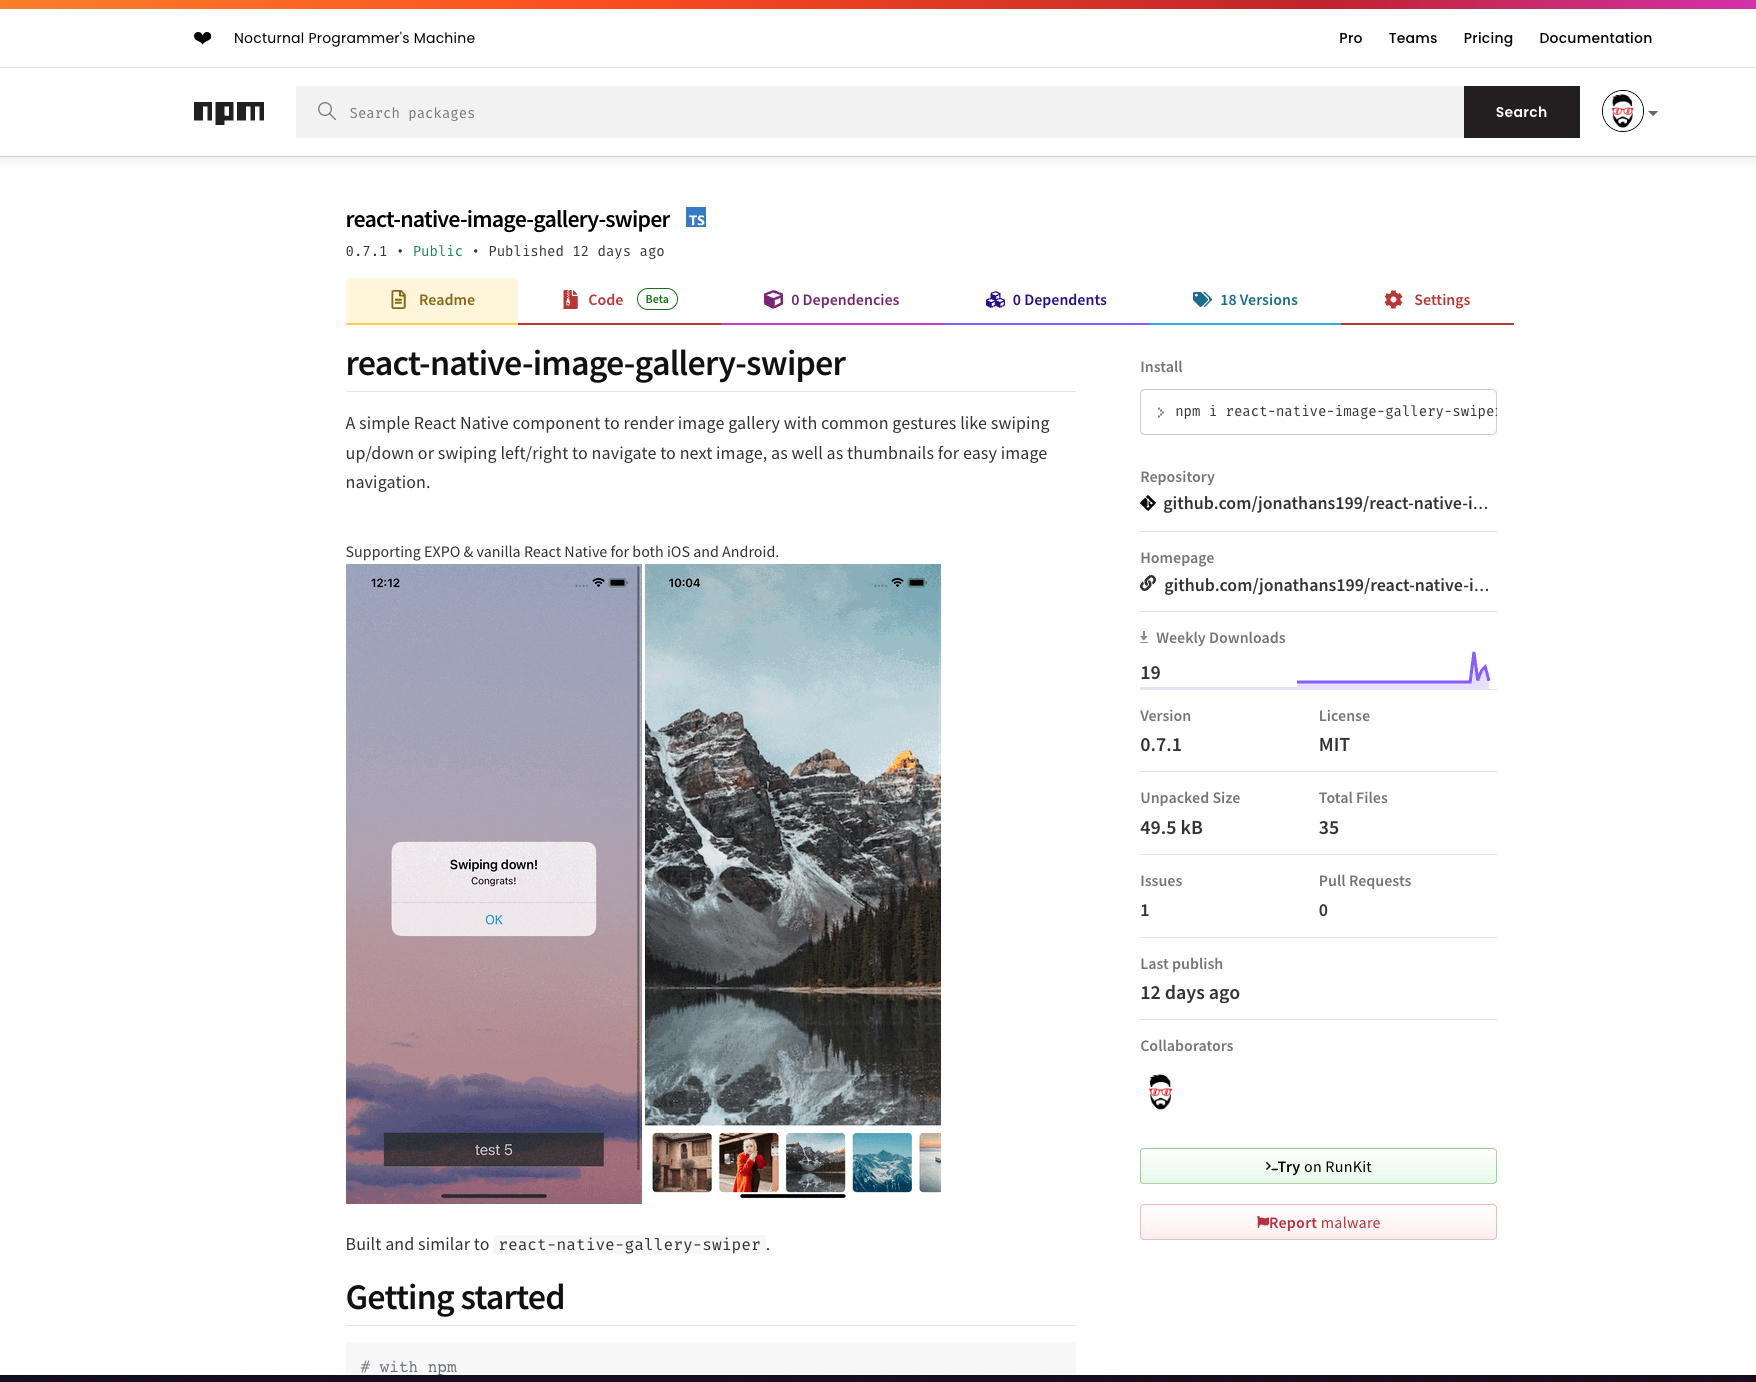 Nocturnal Programmer's Machine
Pro Teams Pricing Documentation
npm
Search packages
Search
react-native-image-gallery-swiper TS
0.7.1 • Public • Published 12 days ago
Readme Code Beta 0 Dependencies 0 Dependents 18 Versions Settings
react-native-image-gallery-swiper
A simple React Native component to render image gallery with common gestures like swiping
up/down or swiping left/right to navigate to next image, as well as thumbnails for easy image
navigation.
Supporting EXPO & vanilla React Native for both iOS and Android.
12:12
Swiping down!
Congrats!
OK
test 5
10:04
Built and similar to react-native-gallery-swiper.
Getting started
# with npm
Install
npm i react-native-image-gallery-swiper
Repository
github.com/jonathans199/react-native-i...
Homepage
github.com/jonathans199/react-native-i...
Weekly Downloads
19
Version License
0.7.1 MIT
Unpacked Size Total Files
49.5 kB 35
Issues Pull Requests
1 0
Last publish
12 days ago
Collaborators
Try on RunKit
Report malware